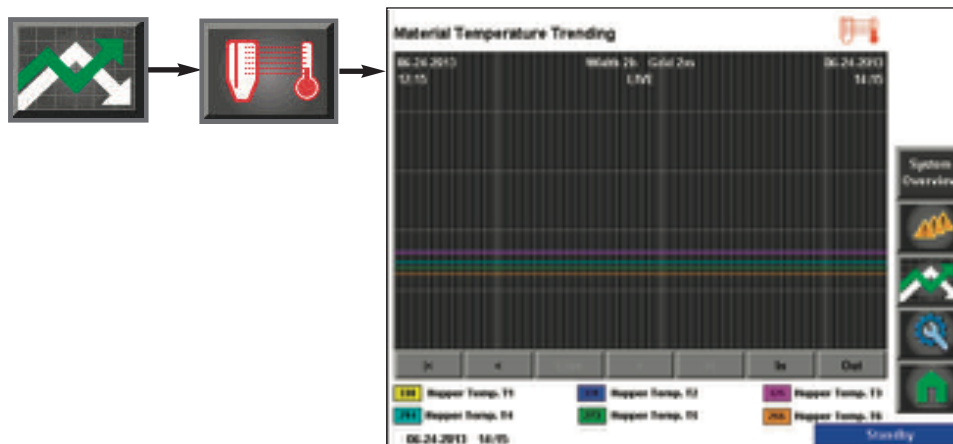 Material Temperature Trending
06-24-2013 Width 2h Grid 2m 06-24-2013
12:15 LIVE 14:15
System
Overview
|< < In Out
Hopper Temp. T1 Hopper Temp. T2 Hopper Temp. T3
Hopper Temp. T4 Hopper Temp. T5 Hopper Temp. T6
06-24-2013 14:15
Standby